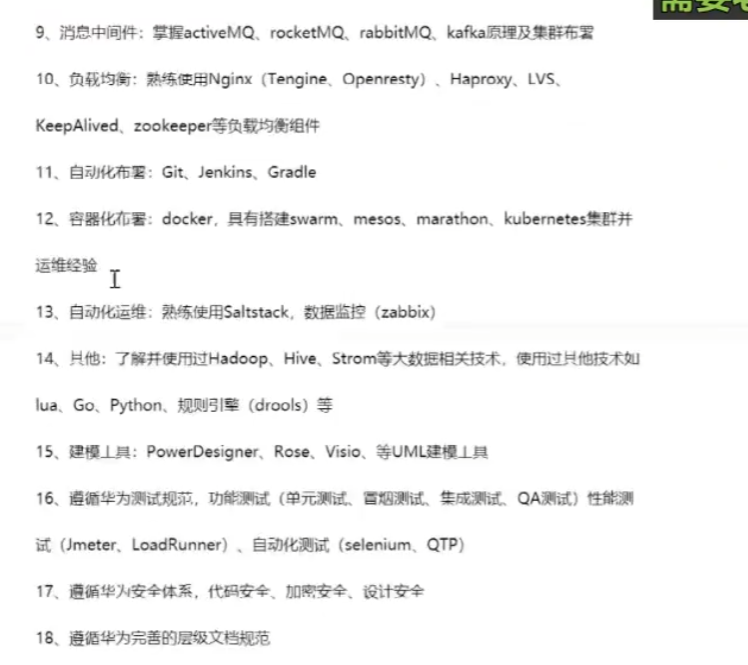 需要
9、消息中间件：掌握activeMQ、rocketMQ、rabbitMQ、kafka原理及集群布署
10、负载均衡：熟练使用Nginx（Tengine、Openresty）、Haproxy、LVS、
KeepAlived、zookeeper等负载均衡组件
11、自动化布署：Git、Jenkins、Gradle
12、容器化布署：docker，具有搭建swarm、mesos、marathon、kubernetes集群并
运维经验
13、自动化运维：熟练使用Saltstack，数据监控（zabbix）
14、其他：了解并使用过Hadoop、Hive、Strom等大数据相关技术，使用过其他技术如
lua、Go、Python、规则引擎（drools）等
15、建模工具：PowerDesigner、Rose、Visio、等UML建模工具
16、遵循华为测试规范，功能测试（单元测试、冒烟测试、集成测试、QA测试）性能测
试（Jmeter、LoadRunner）、自动化测试（selenium、QTP）
17、遵循华为安全体系，代码安全、加密安全、设计安全
18、遵循华为完善的层级文档规范